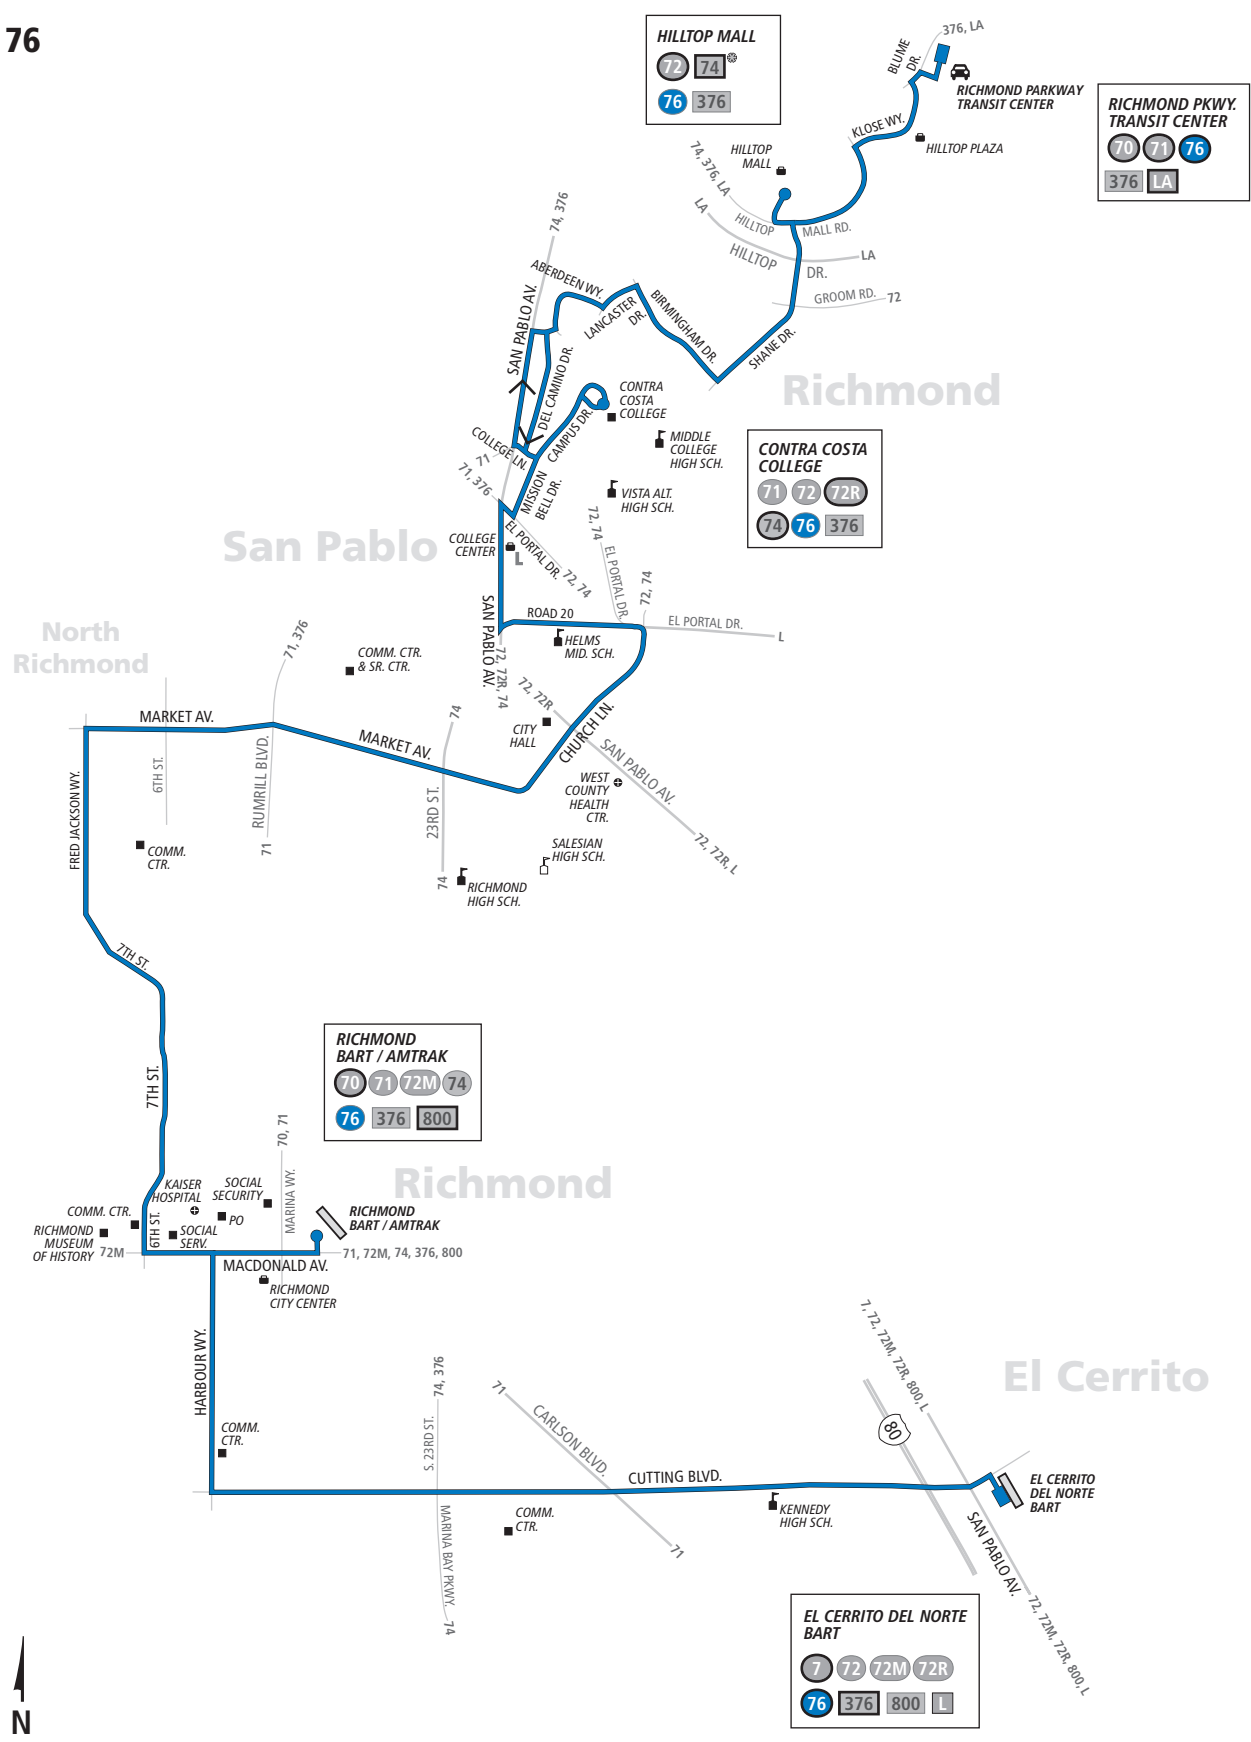 76
HILLTOP MALL
72 74
76 376
376, LA
BLUME
DR.
RICHMOND PARKWAY
TRANSIT CENTER
RICHMOND PKWY.
TRANSIT CENTER
70 71 76
376 LA
KLOSE WY.
HILLTOP PLAZA
HILLTOP
MALL
74, 376, LA
LA
HILLTOP
MALL RD.
HILLTOP
DR.
LA
GROOM RD.
72
74, 376
ABERDEEN WY.
SAN PABLO AV.
LANCASTER
DR.
BIRMINGHAM DR.
SHANE DR.
Richmond
DEL CAMINO DR.
CONTRA
COSTA
COLLEGE
CAMPUS DR.
COLLEGE LN.
71
71, 376
MISSION
BELL DR.
MIDDLE
COLLEGE
HIGH SCH.
VISTA ALT.
HIGH SCH.
CONTRA COSTA
COLLEGE
71 72 72R
74 76 376
San Pablo
COLLEGE
CENTER
L
EL PORTAL DR.
72, 74
72, 74
EL PORTAL DR.
72, 74
EL PORTAL DR.
L
ROAD 20
SAN PABLO AV.
72, 72R, 74
HELMS
MID. SCH.
North
Richmond
71, 376
COMM. CTR.
& SR. CTR.
74
72, 72R
CITY
HALL
CHURCH LN.
SAN PABLO AV.
72, 72R, L
WEST
COUNTY
HEALTH
CTR.
MARKET AV.
MARKET AV.
6TH ST.
RUMRILL BLVD.
71
23RD ST.
74
FRED JACKSON WY.
COMM.
CTR.
SALESIAN
HIGH SCH.
RICHMOND
HIGH SCH.
7TH ST.
7TH ST.
RICHMOND
BART / AMTRAK
70 71 72M 74
76 376 800
Richmond
70, 71
MARINA WY.
KAISER
HOSPITAL
SOCIAL
SECURITY
PO
SOCIAL
SERV.
6TH ST.
COMM. CTR.
RICHMOND
MUSEUM
OF HISTORY
72M
RICHMOND
BART / AMTRAK
71, 72M, 74, 376, 800
MACDONALD AV.
RICHMOND
CITY CENTER
HARBOUR WY.
COMM.
CTR.
74, 376
S. 23RD ST.
71
CARLSON BLVD.
71
7, 72, 72M, 72R, 800, L
80
El Cerrito
CUTTING BLVD.
MARINA BAY PKWY.
74
COMM.
CTR.
KENNEDY
HIGH SCH.
EL CERRITO
DEL NORTE
BART
SAN PABLO AV.
72, 72M, 72R, 800, L
EL CERRITO DEL NORTE
BART
7 72 72M 72R
76 376 800 L
N